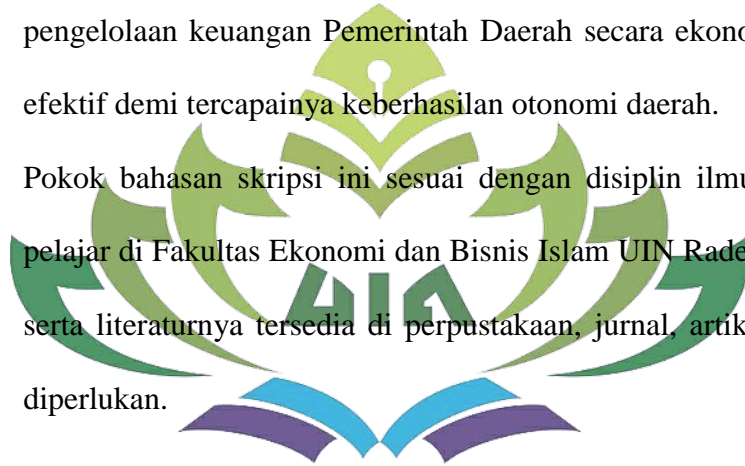 pengelolaan keuangan Pemerintah Daerah secara ekono
efektif demi tercapainya keberhasilan otonomi daerah.
Pokok bahasan skripsi ini sesuai dengan disiplin ilmu
pelajar di Fakultas Ekonomi dan Bisnis Islam UIN Rade
serta literaturnya tersedia di perpustakaan, jurnal, artik
diperlukan.
UIN